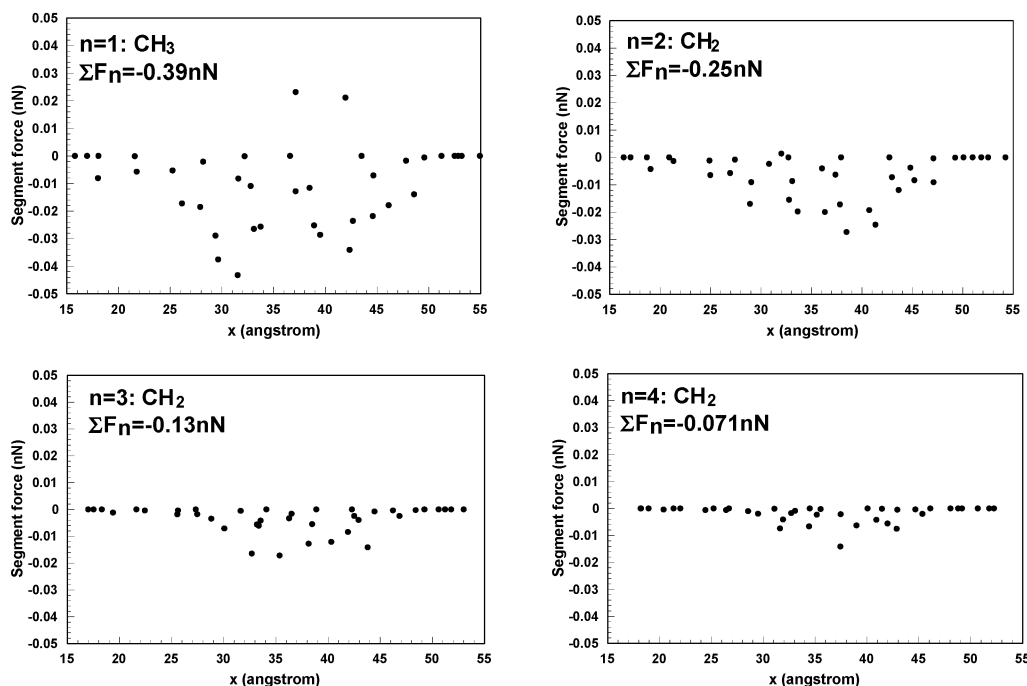 n=1: CH3
ΣFn=-0.39nN
0.05
0.04
0.03
0.02
0.01
0
-0.01
-0.02
-0.03
-0.04
-0.05
Segment force (nN)
15 20 25 30 35 40 45 50 55
x (angstrom)
n=2: CH2
ΣFn=-0.25nN
0.05
0.04
0.03
0.02
0.01
0
-0.01
-0.02
-0.03
-0.04
-0.05
Segment force (nN)
15 20 25 30 35 40 45 50 55
x (angstrom)
n=3: CH2
ΣFn=-0.13nN
0.05
0.04
0.03
0.02
0.01
0
-0.01
-0.02
-0.03
-0.04
-0.05
Segment force (nN)
15 20 25 30 35 40 45 50 55
x (angstrom)
n=4: CH2
ΣFn=-0.071nN
0.05
0.04
0.03
0.02
0.01
0
-0.01
-0.02
-0.03
-0.04
-0.05
Segment force (nN)
15 20 25 30 35 40 45 50 55
x (angstrom)